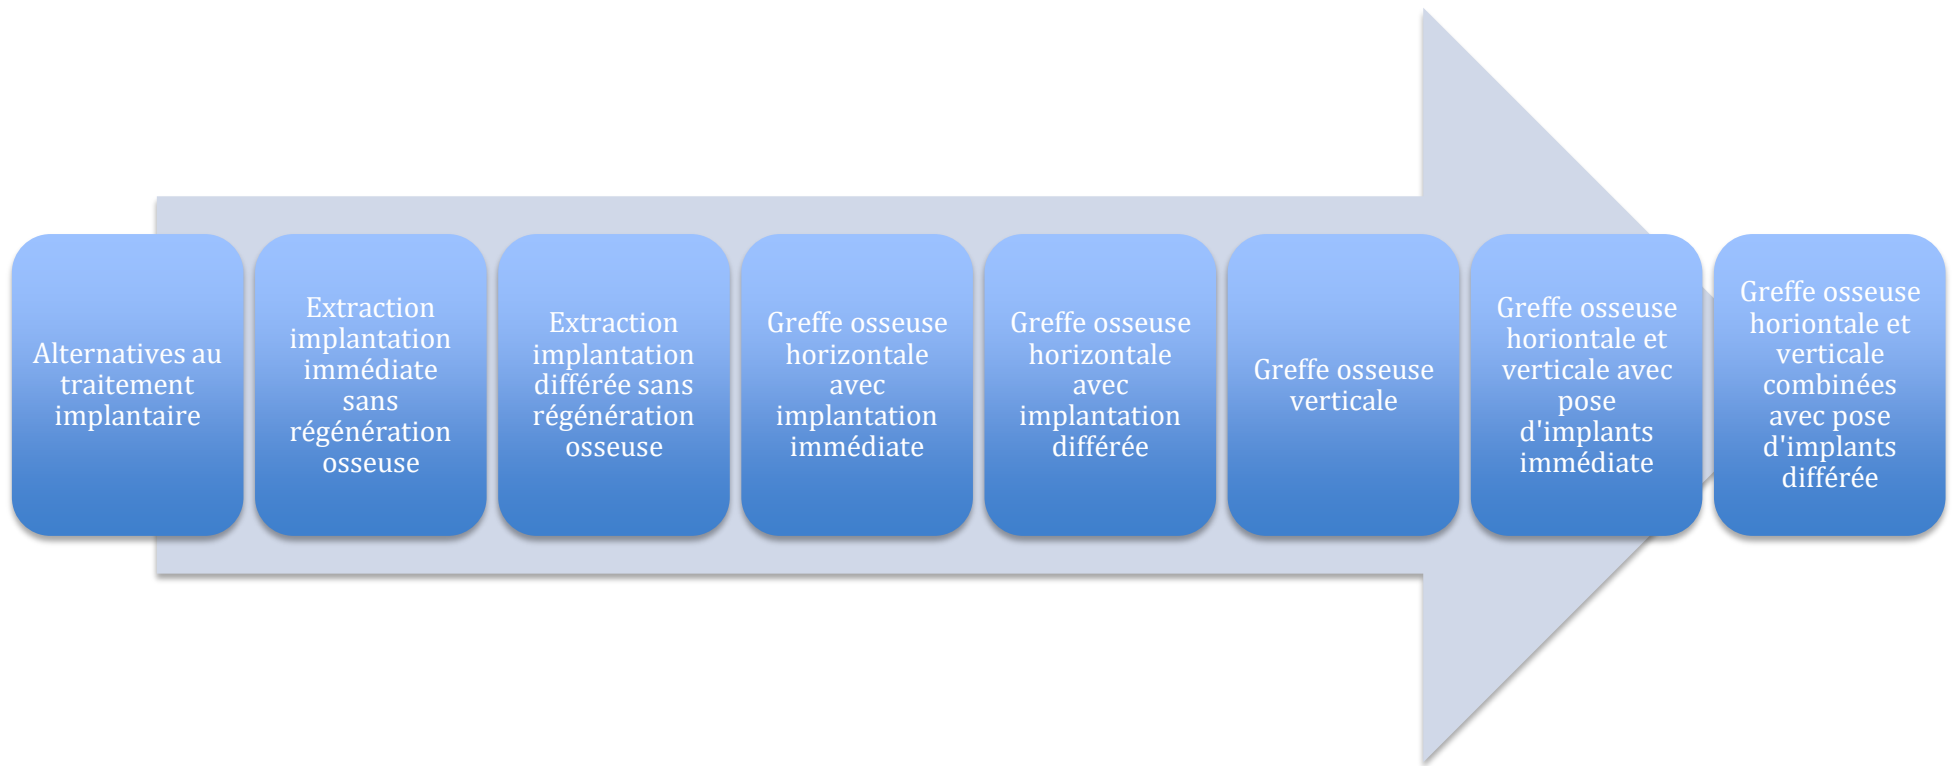 Alternatives au
traitement
implantaire
Extraction
implantation
immédiate
sans
régénération
osseuse
Extraction
implantation
différée sans
régénération
osseuse
Greffe osseuse
horizontale
avec
implantation
immédiate
Greffe osseuse
horizontale
avec
implantation
différée
Greffe osseuse
verticale
Greffe osseuse
horiontale et
verticale avec
pose
d'implants
immédiate
Greffe osseuse
horiontale et
verticale
combinées
avec pose
d'implants
différée